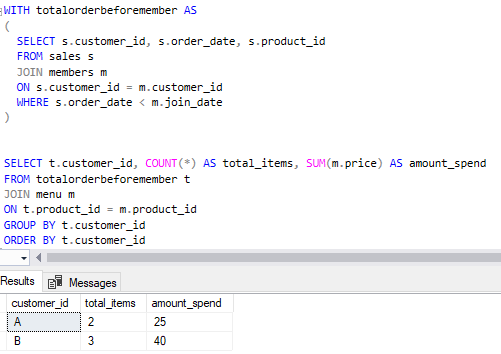 WITH totalorderbeforemember AS
(
SELECT s.customer_id, s.order_date, s.product_id
FROM sales s
JOIN members m
ON s.customer_id = m.customer_id
WHERE s.order_date < m.join_date
)
SELECT t.customer_id, COUNT(*) AS total_items, SUM(m.price) AS amount_spend
FROM totalorderbeforemember t
JOIN menu m
ON t.product_id = m.product_id
GROUP BY t.customer_id
ORDER BY t.customer_id
Results Messages
customer_id total_items amount_spend
A 2 25
B 3 40